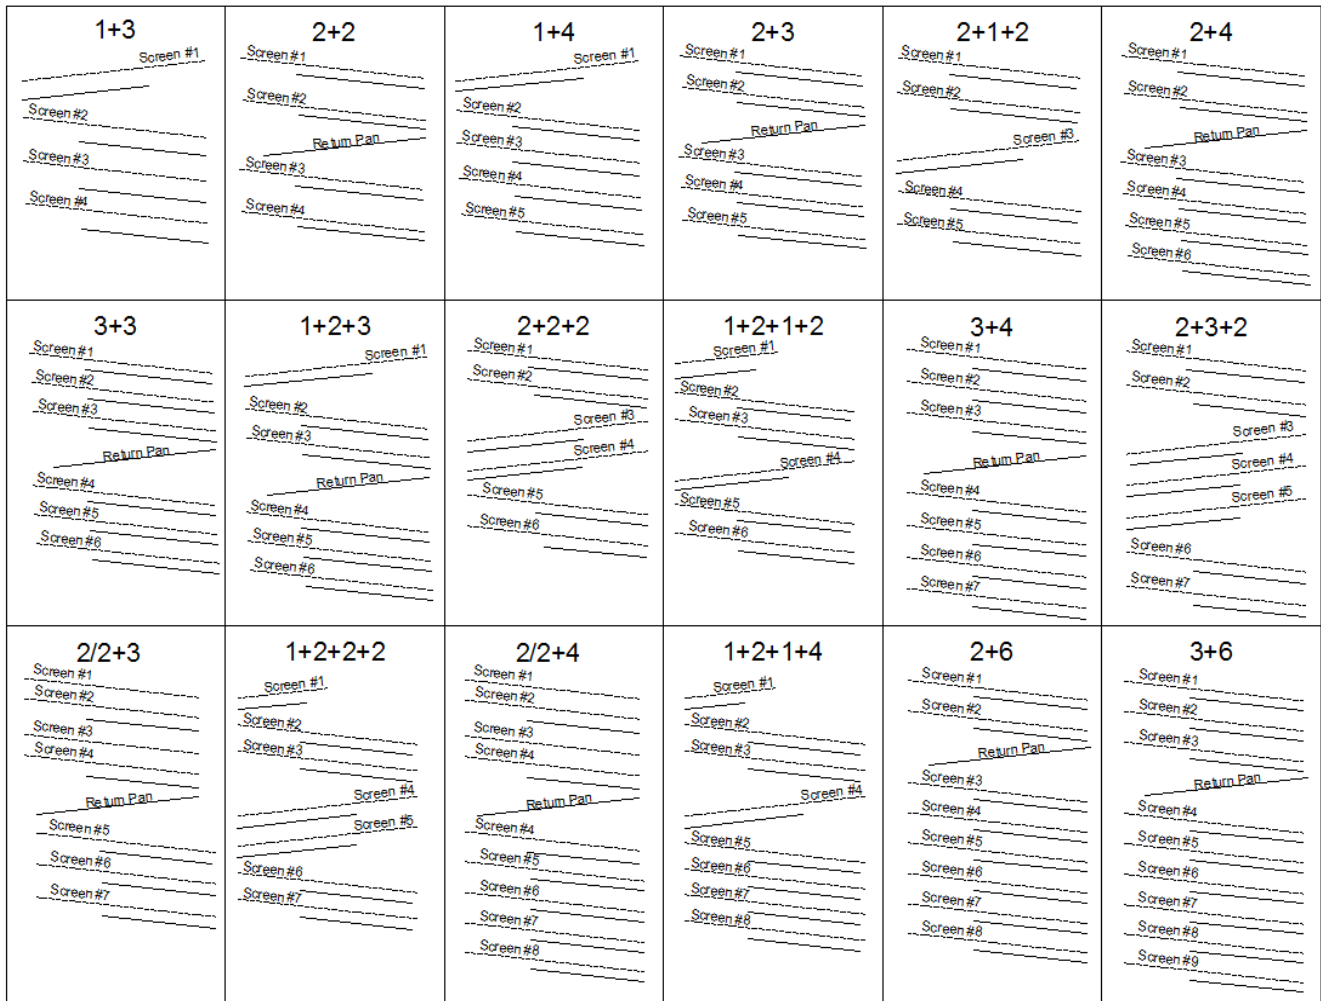 1+3
Screen #1
Screen #2
Screen #3
Screen #4
2+2
Screen #1
Screen #2
Return Pan
Screen #3
Screen #4
1+4
Screen #1
Screen #2
Screen #3
Screen #4
Screen #5
2+3
Screen #1
Screen #2
Return Pan
Screen #3
Screen #4
Screen #5
2+1+2
Screen #1
Screen #2
Screen #3
Screen #4
Screen #5
2+4
Screen #1
Screen #2
Return Pan
Screen #3
Screen #4
Screen #5
Screen #6
3+3
Screen #1
Screen #2
Screen #3
Return Pan
Screen #4
Screen #5
Screen #6
1+2+3
Screen #1
Screen #2
Screen #3
Return Pan
Screen #4
Screen #5
Screen #6
2+2+2
Screen #1
Screen #2
Screen #3
Screen #4
Screen #5
Screen #6
1+2+1+2
Screen #1
Screen #2
Screen #3
Screen #4
Screen #5
Screen #6
3+4
Screen #1
Screen #2
Screen #3
Return Pan
Screen #4
Screen #5
Screen #6
Screen #7
2+3+2
Screen #1
Screen #2
Screen #3
Screen #4
Screen #5
Screen #6
Screen #7
2/2+3
Screen #1
Screen #2
Screen #3
Screen #4
Return Pan
Screen #5
Screen #6
Screen #7
1+2+2+2
Screen #1
Screen #2
Screen #3
Screen #4
Screen #5
Screen #6
Screen #7
2/2+4
Screen #1
Screen #2
Screen #3
Screen #4
Return Pan
Screen #4
Screen #5
Screen #6
Screen #7
Screen #8
1+2+1+4
Screen #1
Screen #2
Screen #3
Screen #4
Screen #5
Screen #6
Screen #7
Screen #8
2+6
Screen #1
Screen #2
Return Pan
Screen #3
Screen #4
Screen #5
Screen #6
Screen #7
Screen #8
3+6
Screen #1
Screen #2
Screen #3
Return Pan
Screen #4
Screen #5
Screen #6
Screen #7
Screen #8
Screen #9